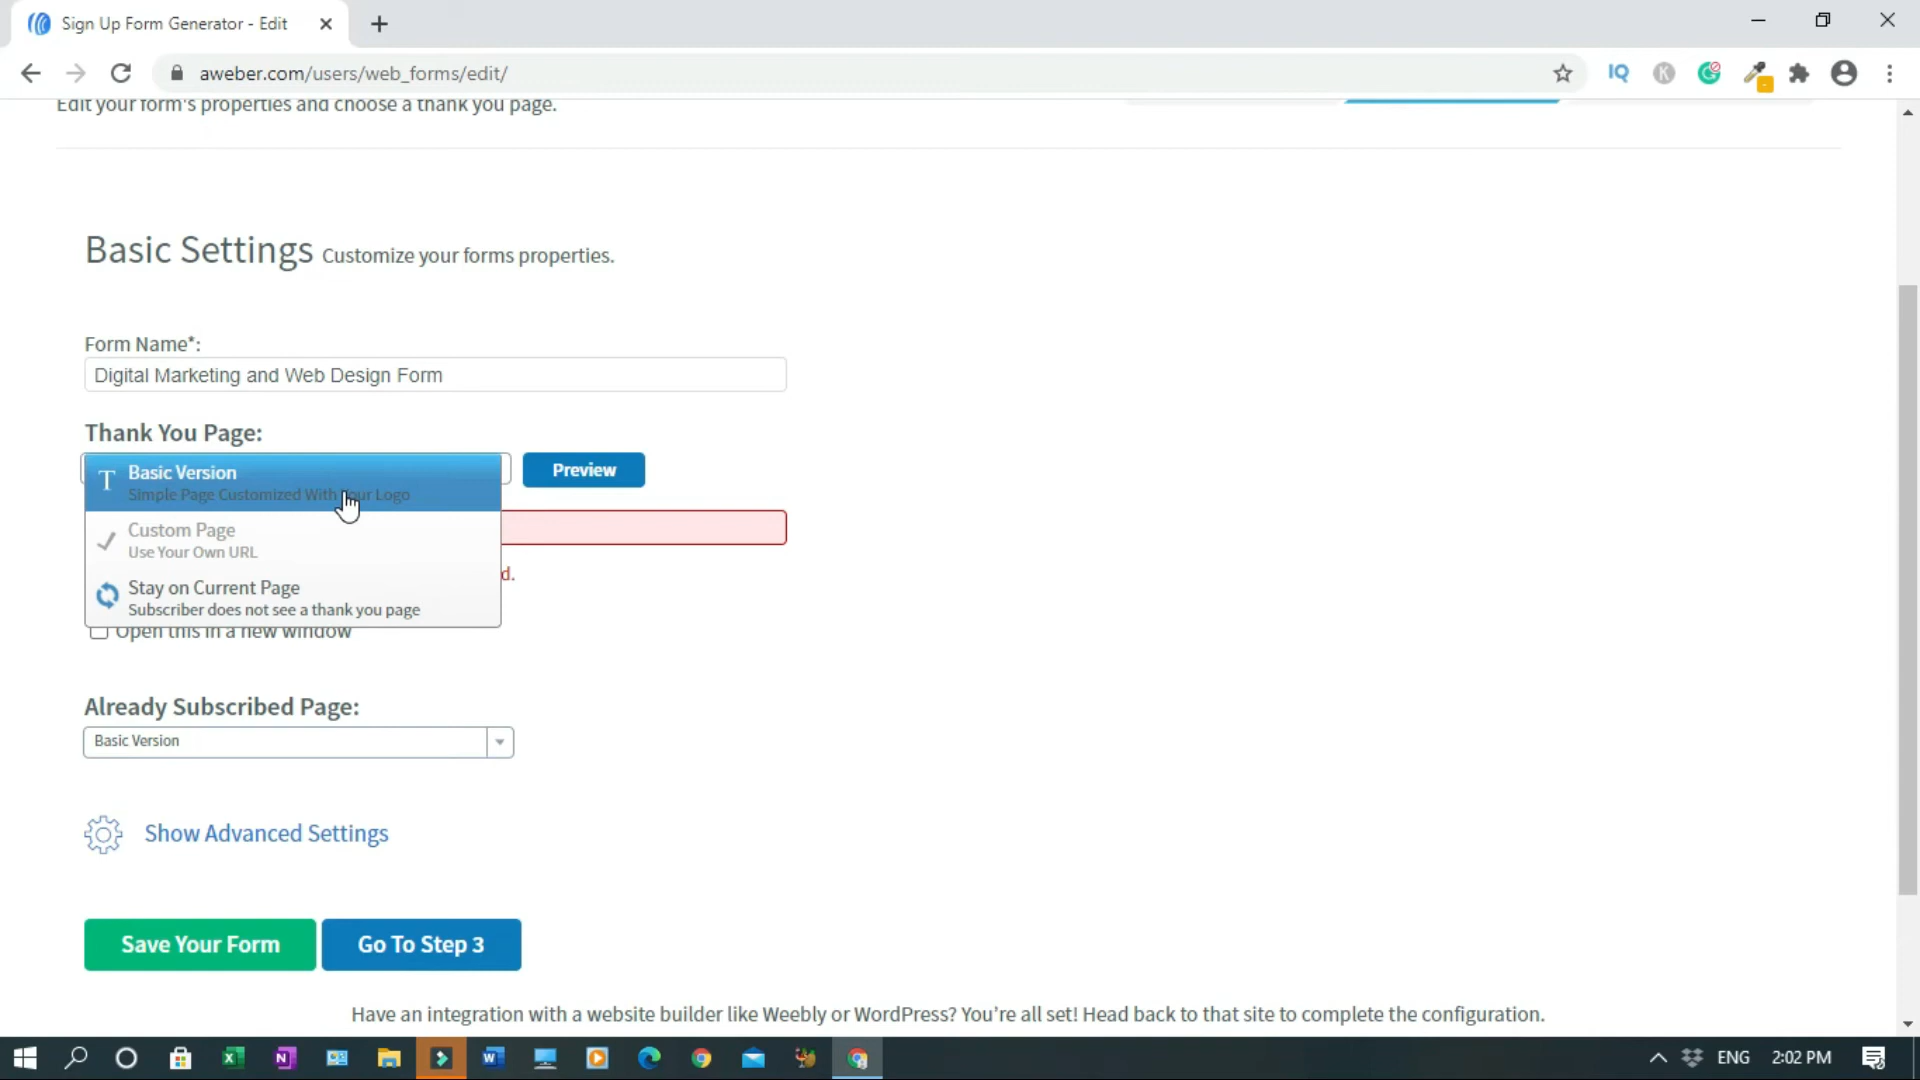 Sign Up Form Generator - Edit
aweber.com/users/web_forms/edit/
IQ
K
Edit your form's properties and choose a thank you page.
Basic Settings Customize your forms properties.
Form Name*:
Digital Marketing and Web Design Form
Thank You Page:
T Basic Version
Simple Page Customized With Your Logo
Preview
Custom Page
Use Your Own URL
d.
Stay on Current Page
Subscriber does not see a thank you page
Open this in a new window
Already Subscribed Page:
Basic Version
Show Advanced Settings
Save Your Form
Go To Step 3
Have an integration with a website builder like Weebly or WordPress? You're all set! Head back to that site to complete the configuration.
ENG
2:02 PM